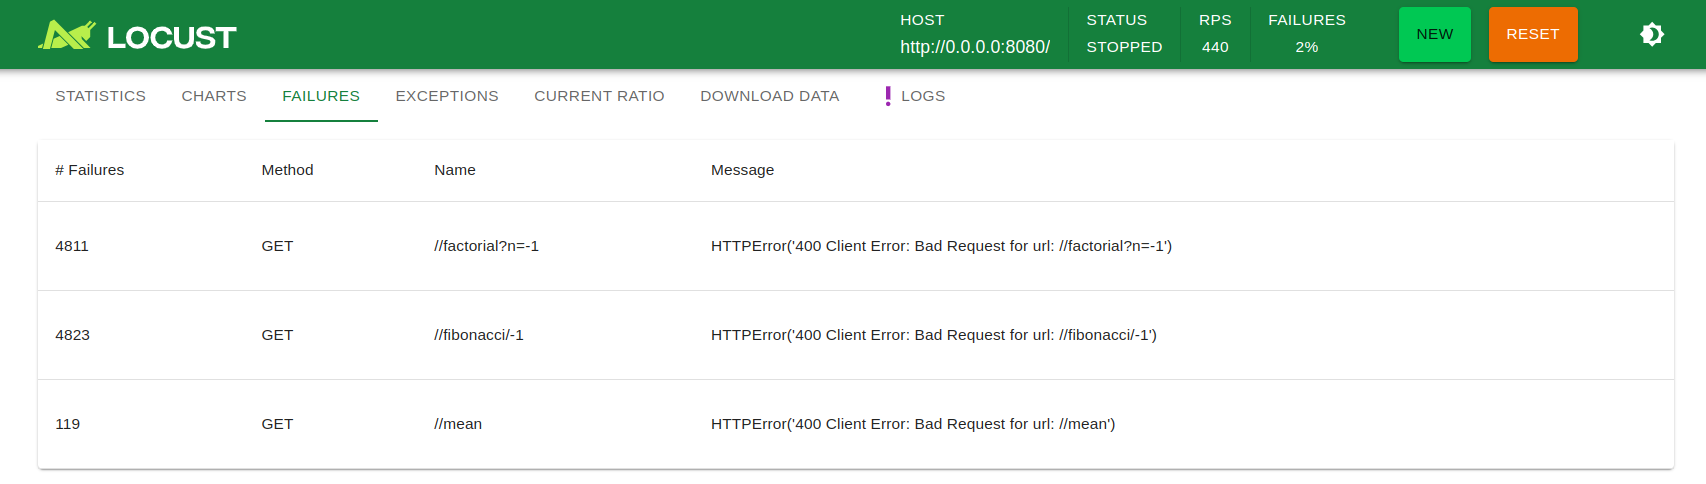 LOCUST
HOST
http://0.0.0.0:8080/
STATUS
STOPPED
RPS
440
FAILURES
2%
NEW
RESET
STATISTICS CHARTS FAILURES EXCEPTIONS CURRENT RATIO DOWNLOAD DATA ! LOGS
# Failures Method Name Message
4811 GET //factorial?n=-1 HTTPError('400 Client Error: Bad Request for url: //factorial?n=-1')
4823 GET //fibonacci/-1 HTTPError('400 Client Error: Bad Request for url: //fibonacci/-1')
119 GET //mean HTTPError('400 Client Error: Bad Request for url: //mean')